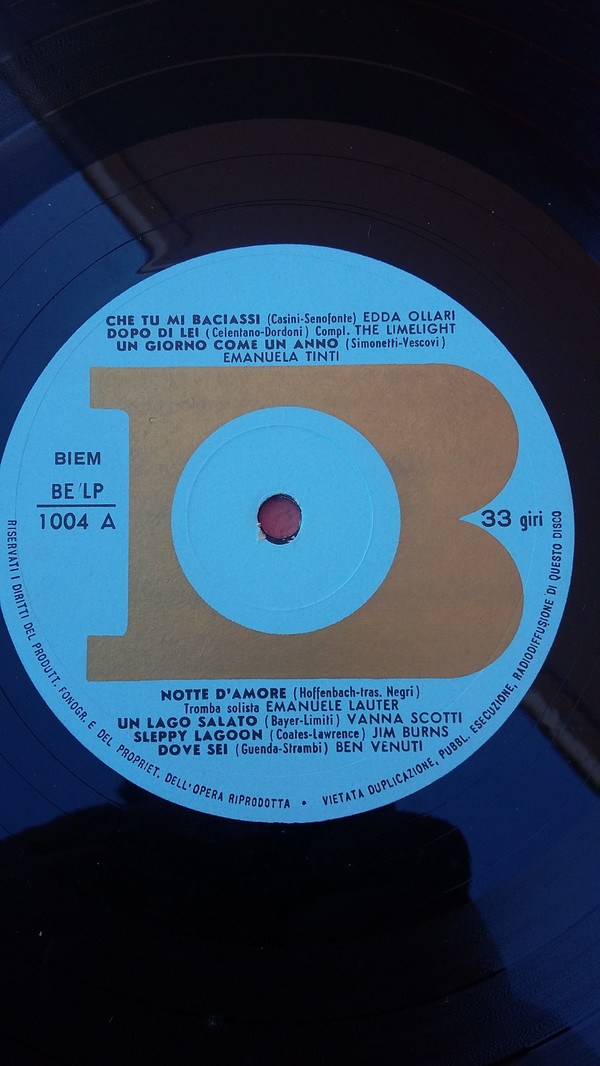 CHE TU MI BACIASSI (Casini-Senofonte) EDDA OLLARI
DOPO DI LEI (Celentano-Dordoni) Compl. THE LIMELIGHT
UN GIORNO COME UN ANNO (Simonetti-Vescovi)
EMANUELA TINTI
B
BIEM
BE/LP
1004 A
33 giri
NOTTE D'AMORE (Hoffenbach-tras. Negri)
Tromba solista EMANUELE LAUTER
UN LAGO SALATO (Bayer-Limiti) VANNA SCOTTI
SLEPPY LAGOON (Coates-Lawrence) JIM BURNS
DOVE SEI (Guenda-Strambi) BEN VENUTI
RISERVATI I DIRITTI DEL PRODUTT. FONOGR. E DEL PROPRIET. DELL'OPERA RIPRODOTTA • VIETATA DUPLICAZIONE, PUBBL. ESECUZIONE, RADIODIFFUSIONE DI QUESTO DISCO